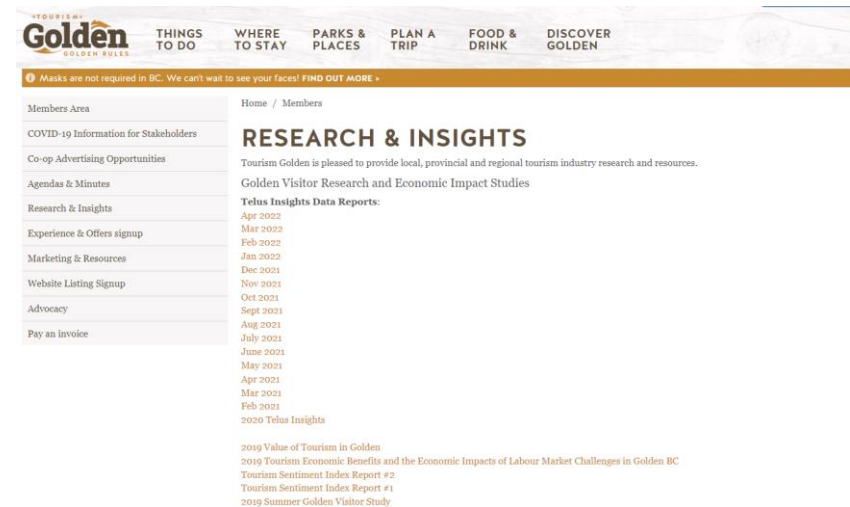 •TOURISM•
Golden
GOLDEN RULES
THINGS TO DO
WHERE TO STAY
PARKS & PLACES
PLAN A TRIP
FOOD & DRINK
DISCOVER GOLDEN
Masks are not required in BC. We can't wait to see your faces! FIND OUT MORE »
Members Area
COVID-19 Information for Stakeholders
Co-op Advertising Opportunities
Agendas & Minutes
Research & Insights
Experience & Offers signup
Marketing & Resources
Website Listing Signup
Advocacy
Pay an invoice
Home / Members
RESEARCH & INSIGHTS
Tourism Golden is pleased to provide local, provincial and regional tourism industry research and resources.
Golden Visitor Research and Economic Impact Studies
Telus Insights Data Reports:
Apr 2022
Mar 2022
Feb 2022
Jan 2022
Dec 2021
Nov 2021
Oct 2021
Sept 2021
Aug 2021
July 2021
June 2021
May 2021
Apr 2021
Mar 2021
Feb 2021
2020 Telus Insights
2019 Value of Tourism in Golden
2019 Tourism Economic Benefits and the Economic Impacts of Labour Market Challenges in Golden BC
Tourism Sentiment Index Report #2
Tourism Sentiment Index Report #1
2019 Summer Golden Visitor Study